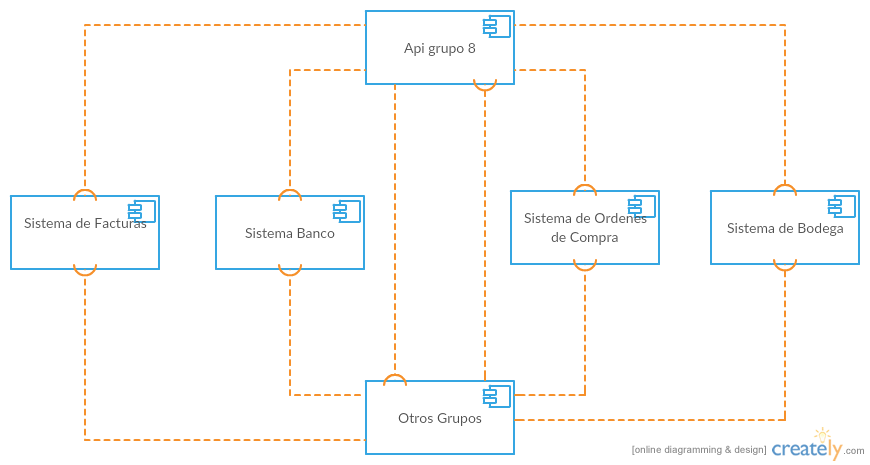 Api grupo 8
Sistema de Facturas
Sistema Banco
Sistema de Ordenes
de Compra
Sistema de Bodega
Otros Grupos
[online diagramming & design] creately.com